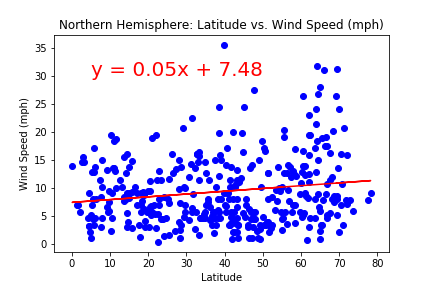 Northern Hemisphere: Latitude vs. Wind Speed (mph)
35
30
25
20
15
10
5
0
Wind Speed (mph)
y = 0.05x + 7.48
0 10 20 30 40 50 60 70 80
Latitude